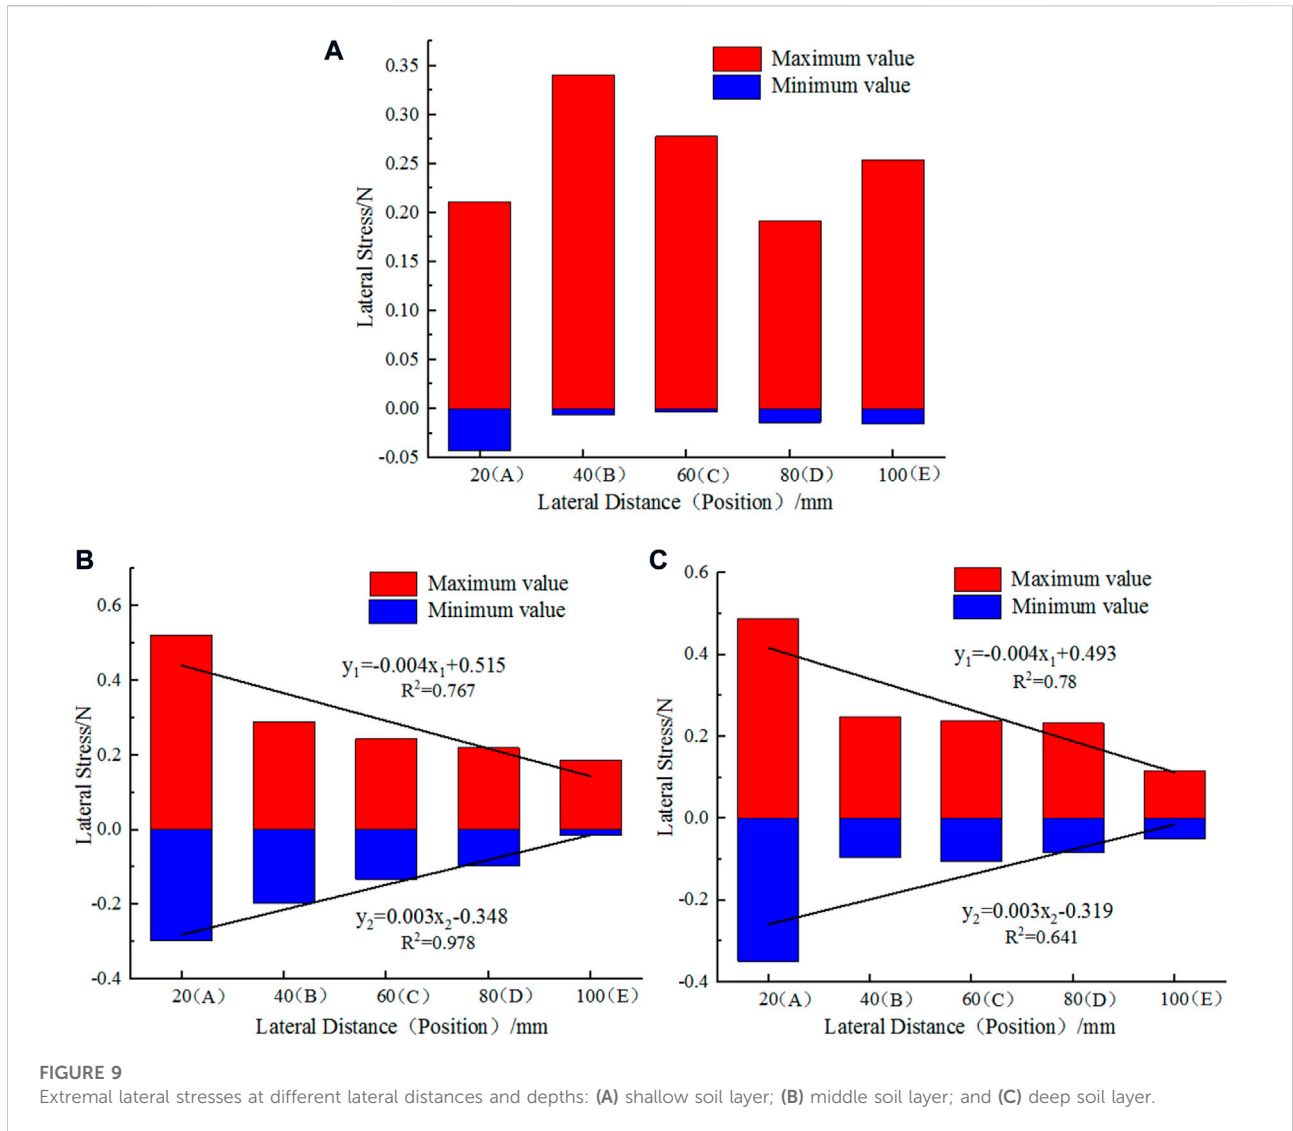 A
Maximum value
Minimum value
0.35
0.30
0.25
0.20
0.15
0.10
0.05
0.00
-0.05
Lateral Stress/N
20(A) 40(B) 60(C) 80(D) 100(E)
Lateral Distance（Position）/mm
B
Maximum value
Minimum value
0.6
0.4
0.2
0.0
-0.2
-0.4
Lateral Stress/N
y₁=-0.004x₁+0.515
R²=0.767
y₂=0.003x₂-0.348
R²=0.978
20(A) 40(B) 60(C) 80(D) 100(E)
Lateral Distance（Position）/mm
C
Maximum value
Minimum value
0.6
0.4
0.2
0.0
-0.2
-0.4
Lateral Stress/N
y₁=-0.004x₁+0.493
R²=0.78
y₂=0.003x₂-0.319
R²=0.641
20(A) 40(B) 60(C) 80(D) 100(E)
Lateral Distance（Position）/mm
FIGURE 9
Extremal lateral stresses at different lateral distances and depths: (A) shallow soil layer; (B) middle soil layer; and (C) deep soil layer.